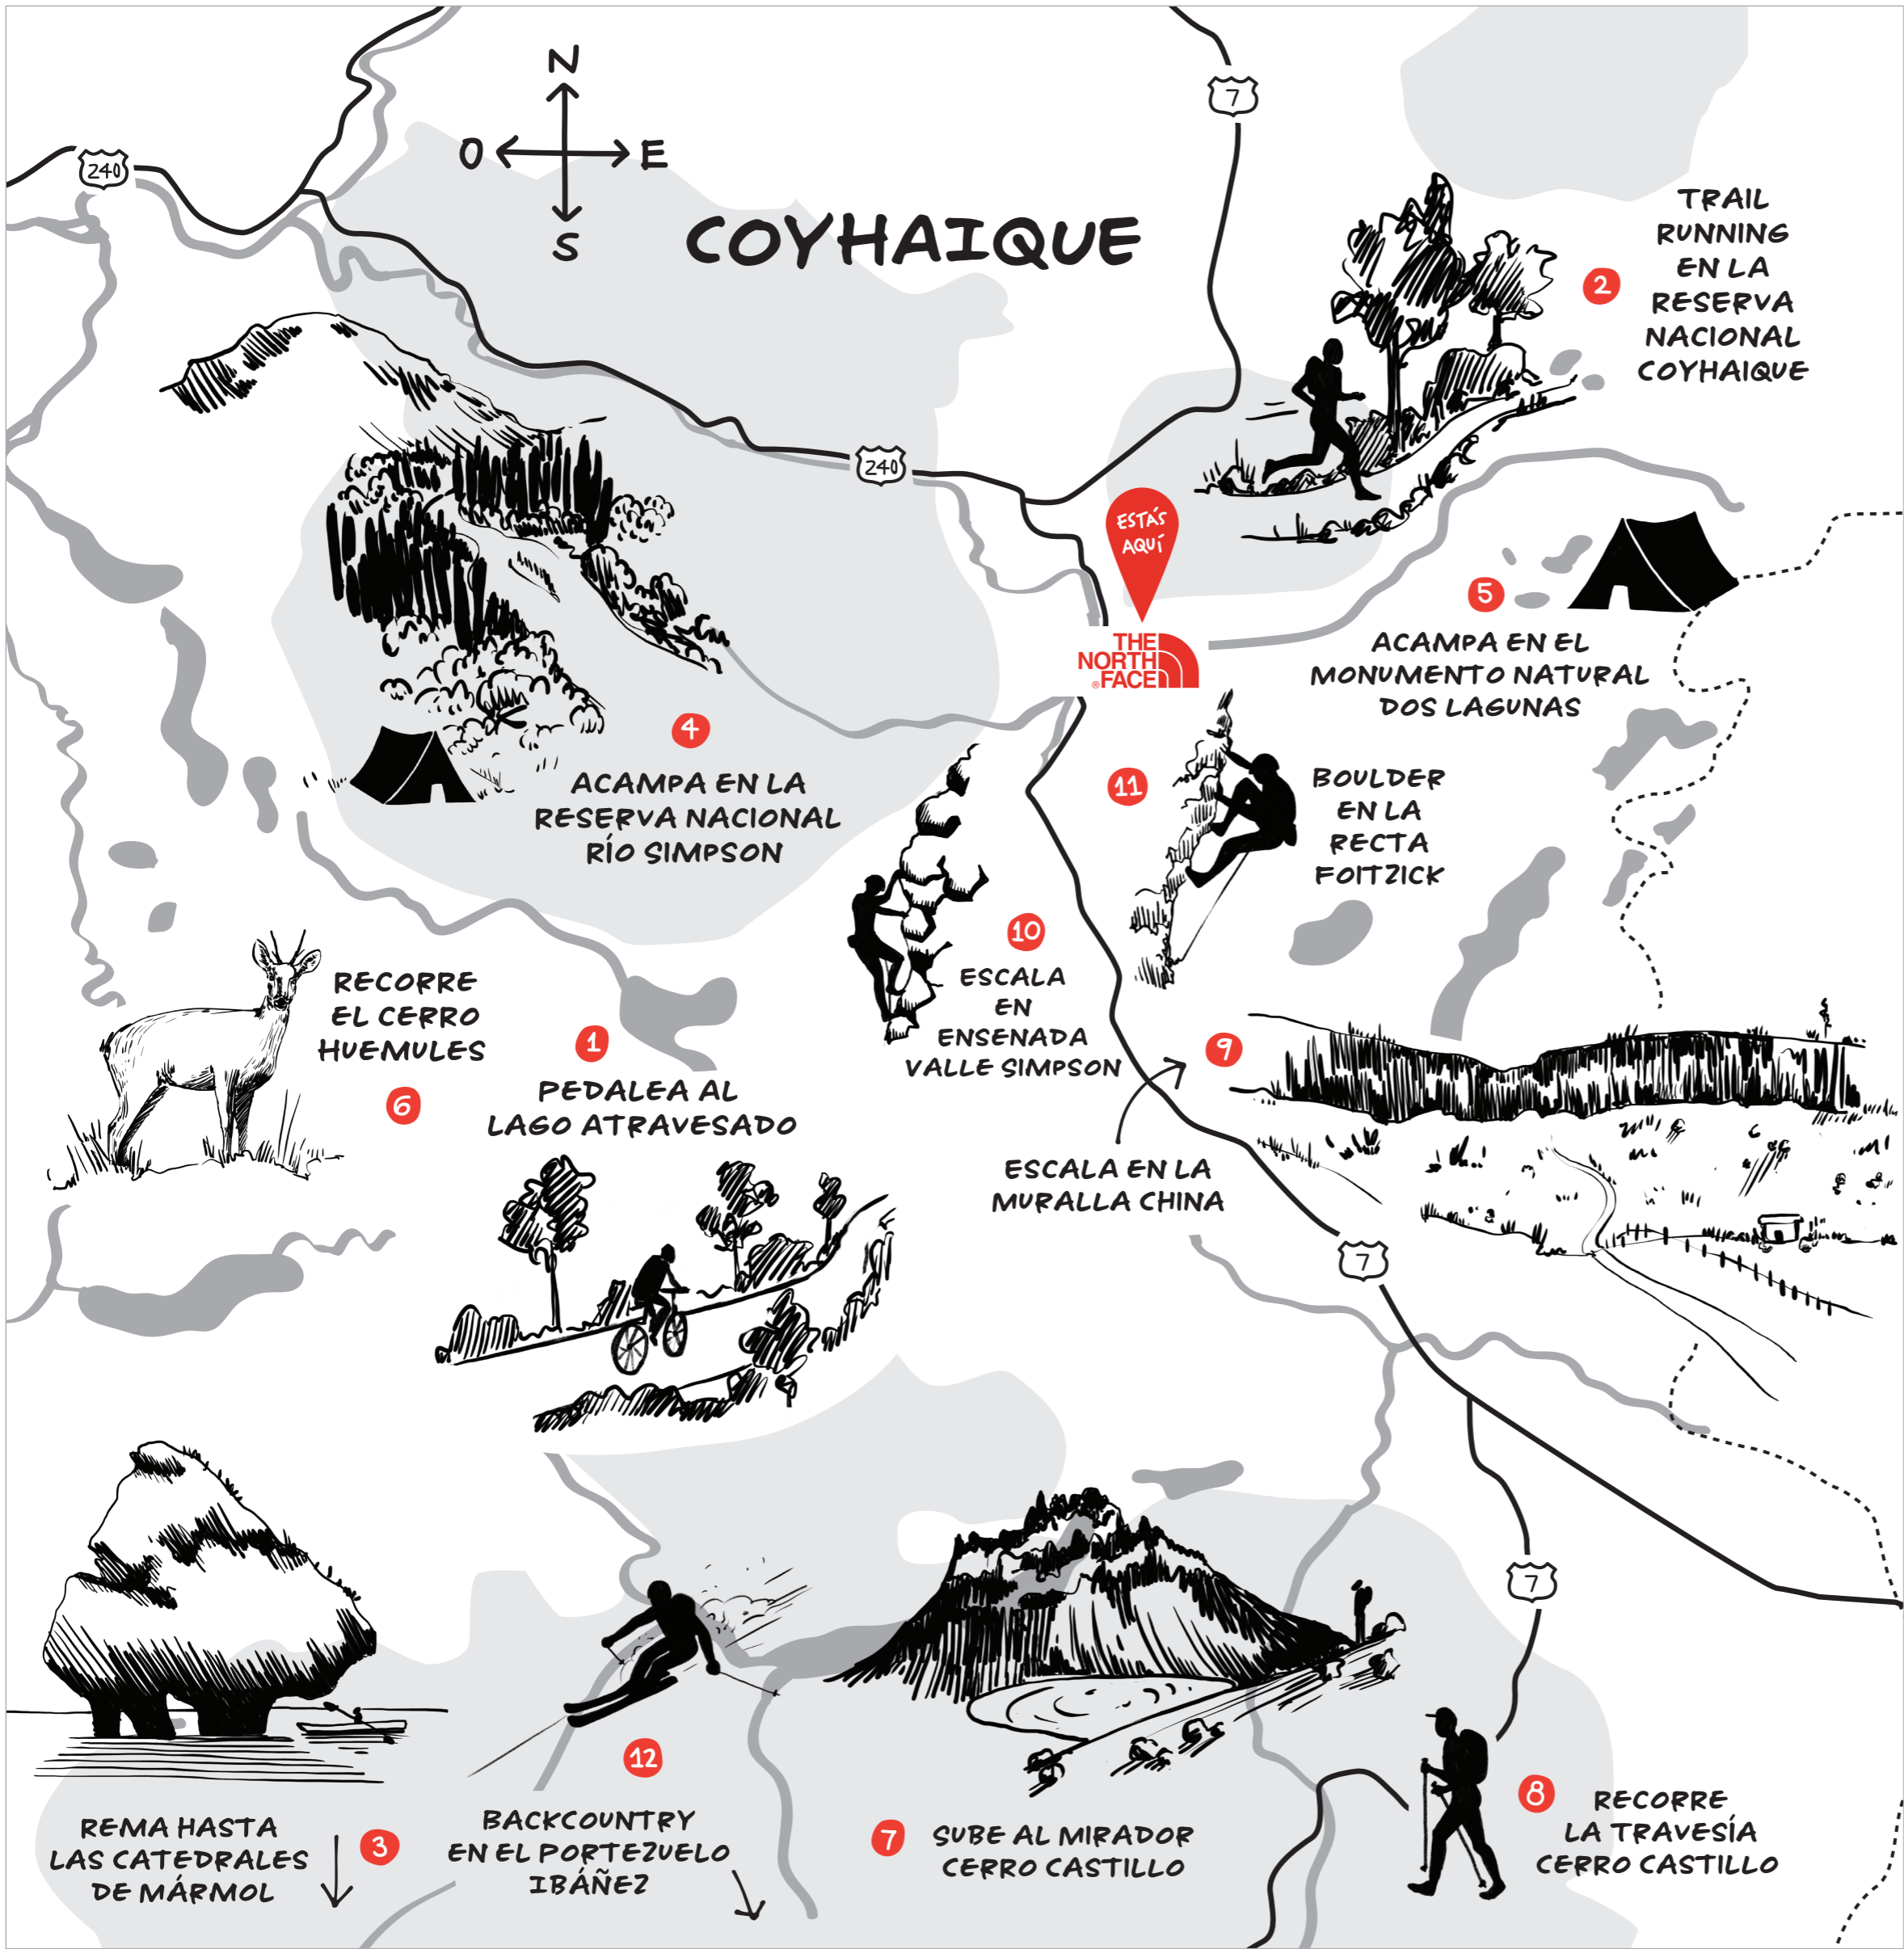 N
O
E
S
COYHAIQUE
7
240
240
2
TRAIL
RUNNING
EN LA
RESERVA
NACIONAL
COYHAIQUE
ESTÁS
AQUÍ
THE
NORTH
®FACE
5
ACAMPA EN EL
MONUMENTO NATURAL
DOS LAGUNAS
4
ACAMPA EN LA
RESERVA NACIONAL
RÍO SIMPSON
11
BOULDER
EN LA
RECTA
FOITZICK
10
ESCALA
EN
ENSENADA
VALLE SIMPSON
RECORRE
EL CERRO
HUEMULES
6
1
PEDALEA AL
LAGO ATRAVESADO
9
ESCALA EN LA
MURALLA CHINA
7
7
3
REMA HASTA
LAS CATEDRALES
DE MÁRMOL
12
BACKCOUNTRY
EN EL PORTEZUELO
IBÁÑEZ
7
SUBE AL MIRADOR
CERRO CASTILLO
8
RECORRE
LA TRAVESÍA
CERRO CASTILLO